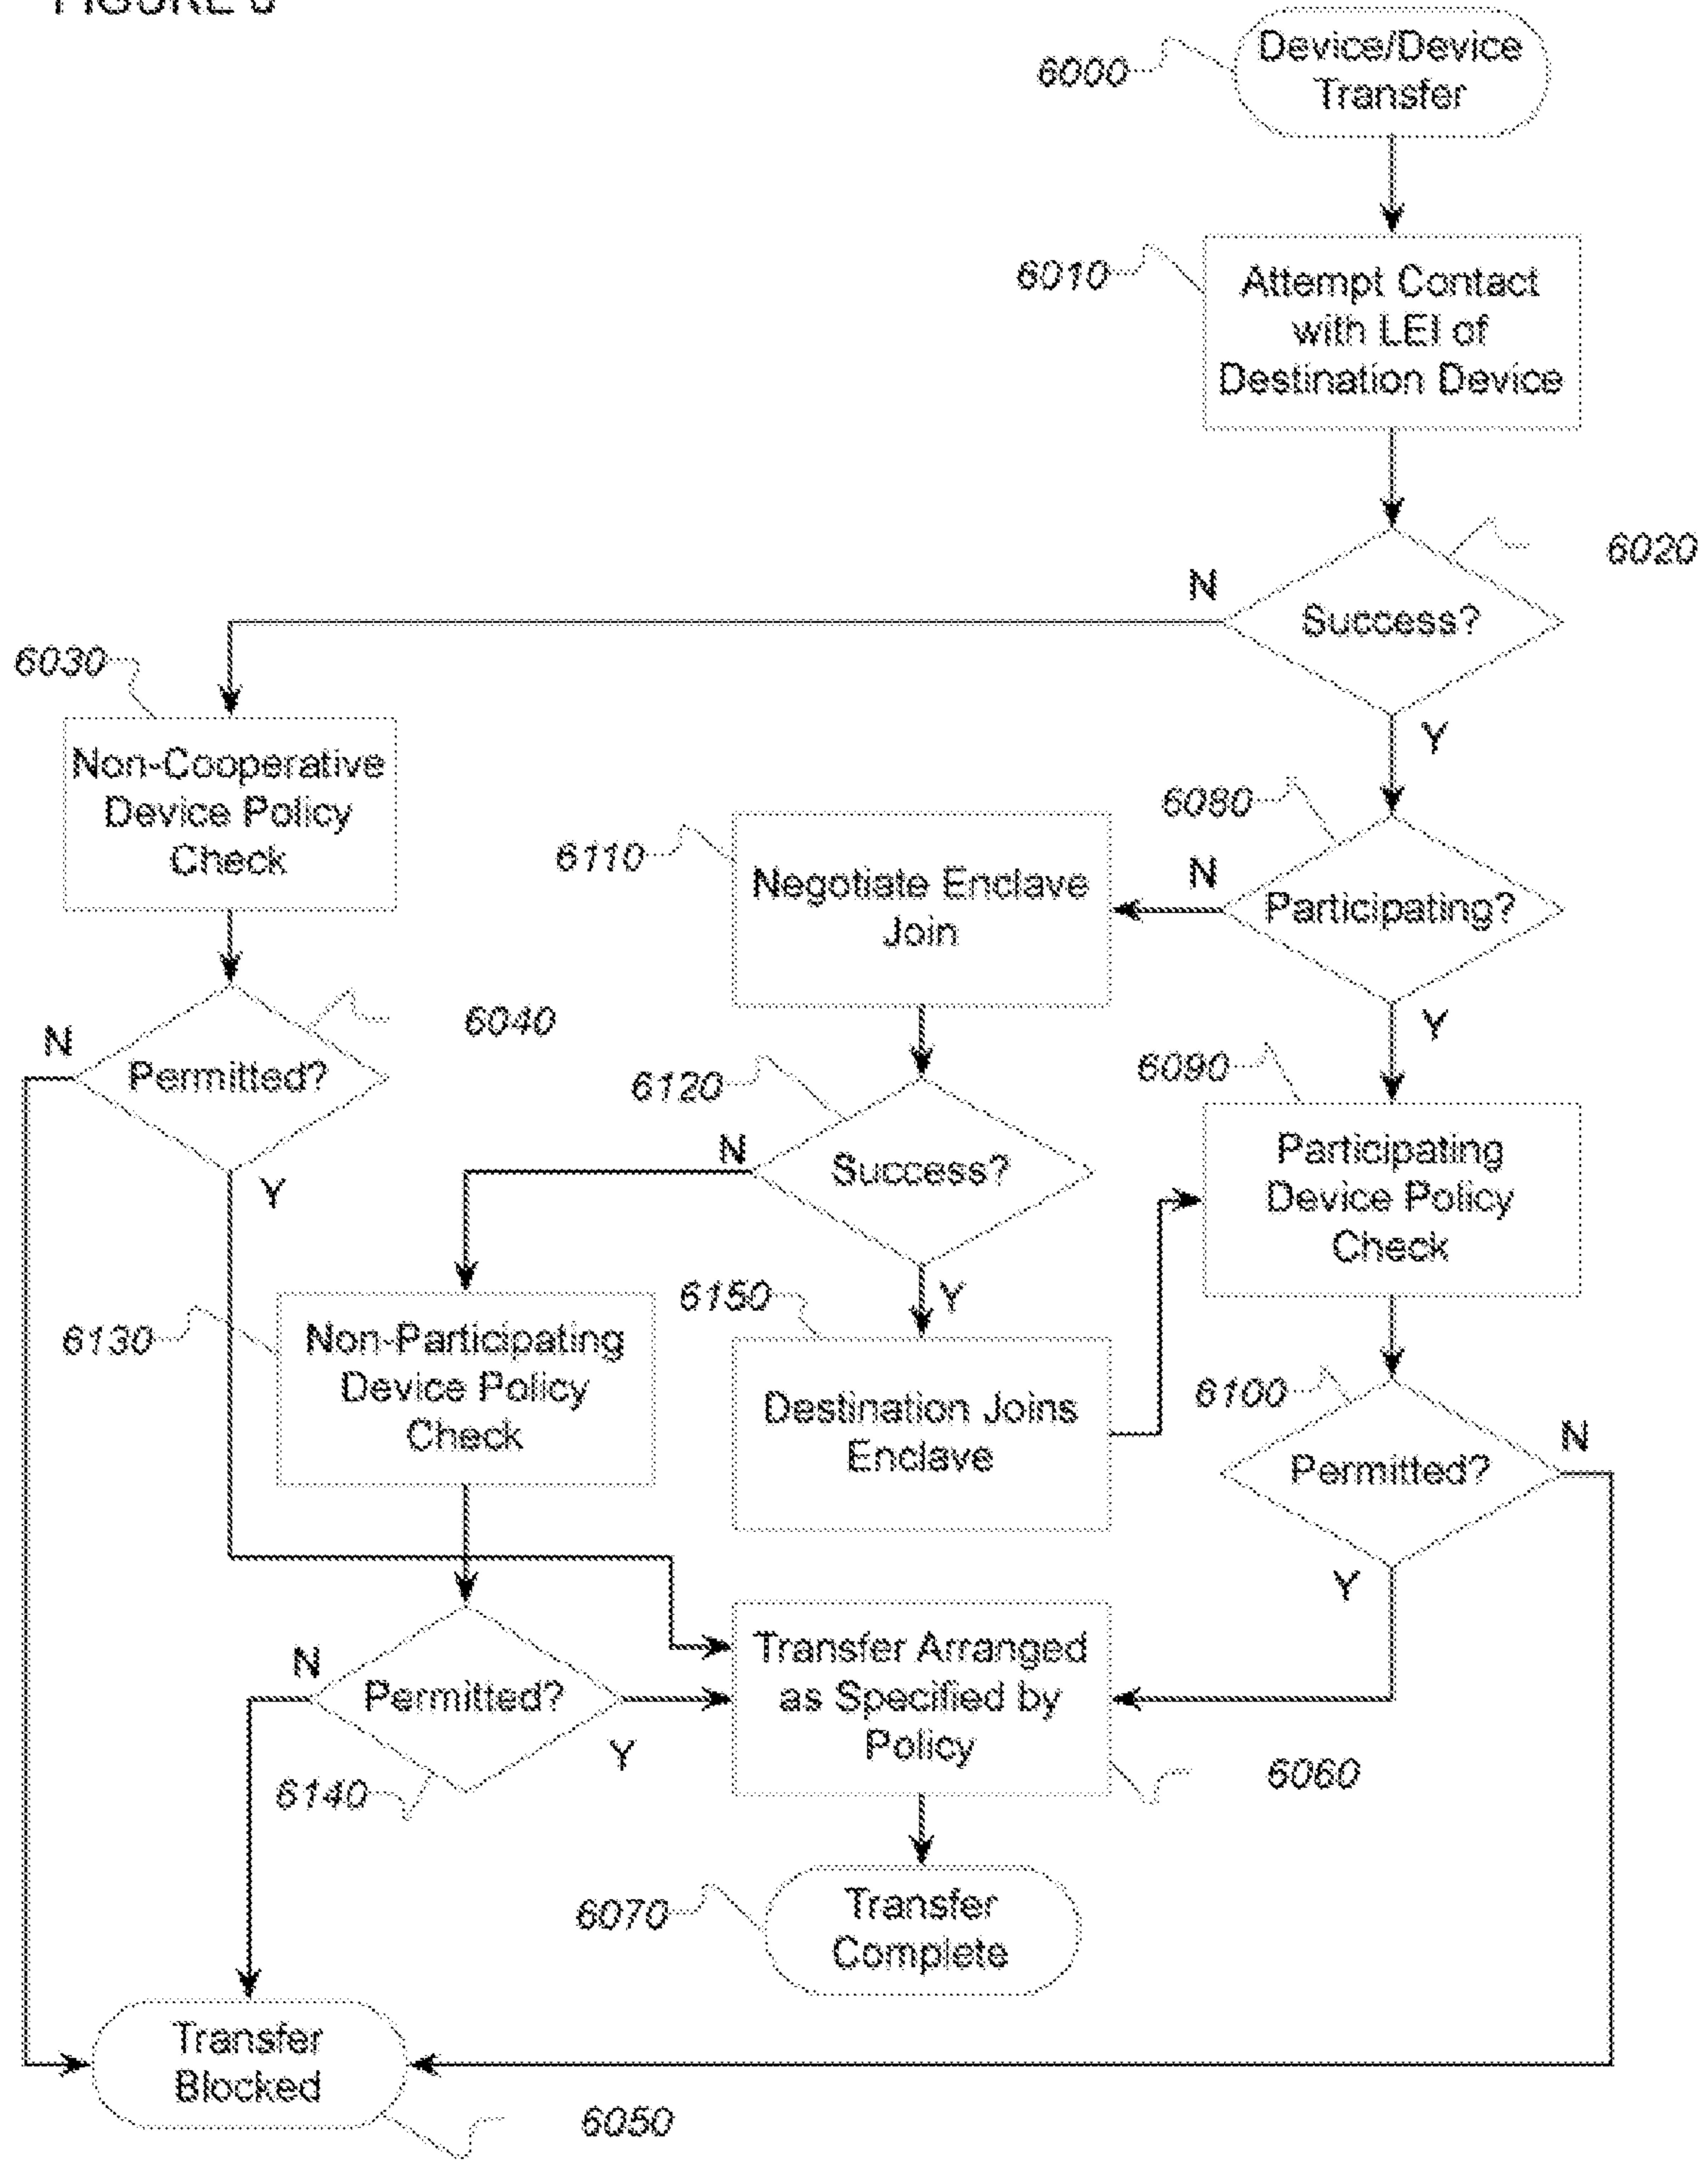 6000
Device/Device
Transfer
6010
Attempt Contact
with LEI of
Destination Device
6020
N
Success?
Y
6030
Non-Cooperative
Device Policy
Check
6080
N
Participating?
Y
6110
Negotiate Enclave
Join
6040
N
Permitted?
Y
6120
N
Success?
Y
6090
Participating
Device Policy
Check
6130
Non-Participating
Device Policy
Check
6150
Destination Joins
Enclave
6100
Permitted?
N
Y
N
Permitted?
Y
6140
Transfer Arranged
as Specified by
Policy
6060
6070
Transfer
Complete
Transfer
Blocked
6050